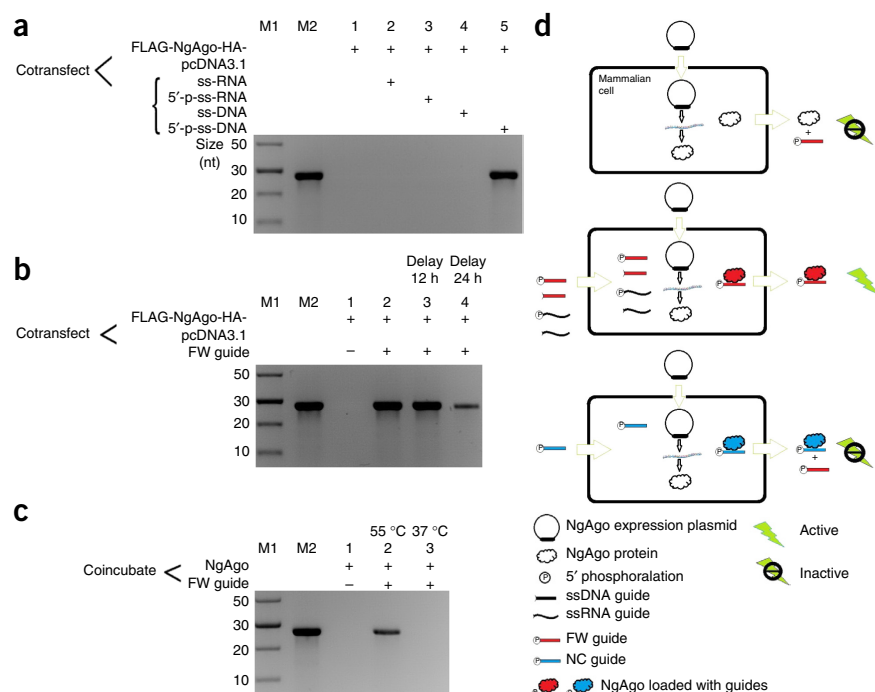 a
M1 M2 1 2 3 4 5
FLAG-NgAgo-HA-
pcDNA3.1
+ + + + +
Cotransfect
ss-RNA +
5′-p-ss-RNA +
ss-DNA +
5′-p-ss-DNA +
Size
(nt)
50
30
20
10
b
Delay
12 h
Delay
24 h
M1 M2 1 2 3 4
FLAG-NgAgo-HA-
pcDNA3.1
+ + + +
Cotransfect
FW guide − + + +
50
30
20
10
c
55 °C 37 °C
M1 M2 1 2 3
Coincubate
NgAgo + + +
FW guide − + +
50
30
20
10
d
Mammalian
cell
+
P
P
P
P
P
P
P
P
P
P
P
+
P
NgAgo expression plasmid
NgAgo protein
P 5′ phosphoralation
ssDNA guide
ssRNA guide
P FW guide
P NC guide
NgAgo loaded with guides
Active
Inactive